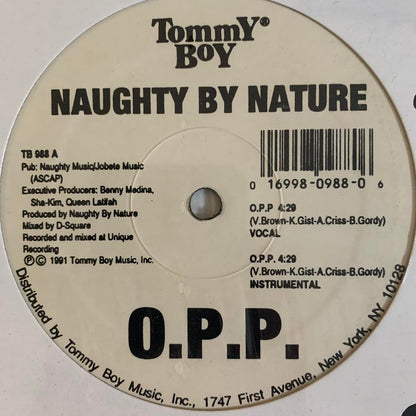 Tommy®
BOY
NAUGHTY BY NATURE
TB 988 A
Pub: Naughty Music/Jobete Music
(ASCAP)
Executive Producers: Benny Medina,
Sha-Kim, Queen Latifah
Produced by Naughty By Nature
Mixed by D-Square
Recorded and mixed at Unique
Recording
Ⓟ © 1991 Tommy Boy Music, Inc.
0 16998-0988-0 6
O.P.P 4:29
(V.Brown-K.Gist-A.Criss-B.Gordy)
VOCAL
O.P.P. 4:29
(V.Brown-K.Gist-A.Criss-B.Gordy)
INSTRUMENTAL
O.P.P.
Distributed by Tommy Boy Music, Inc., 1747 First Avenue, New York, NY 10128